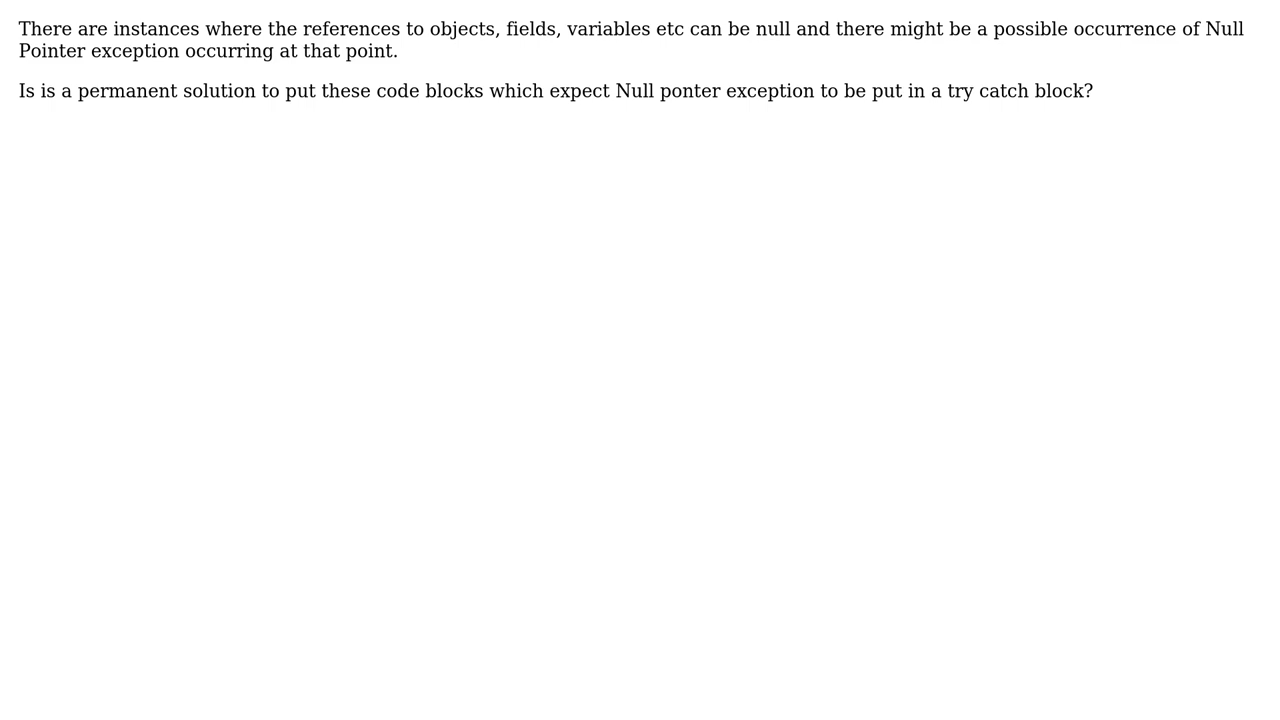 There are instances where the references to objects, fields, variables etc can be null and there might be a possible occurrence of Null
Pointer exception occurring at that point.
Is is a permanent solution to put these code blocks which expect Null ponter exception to be put in a try catch block?